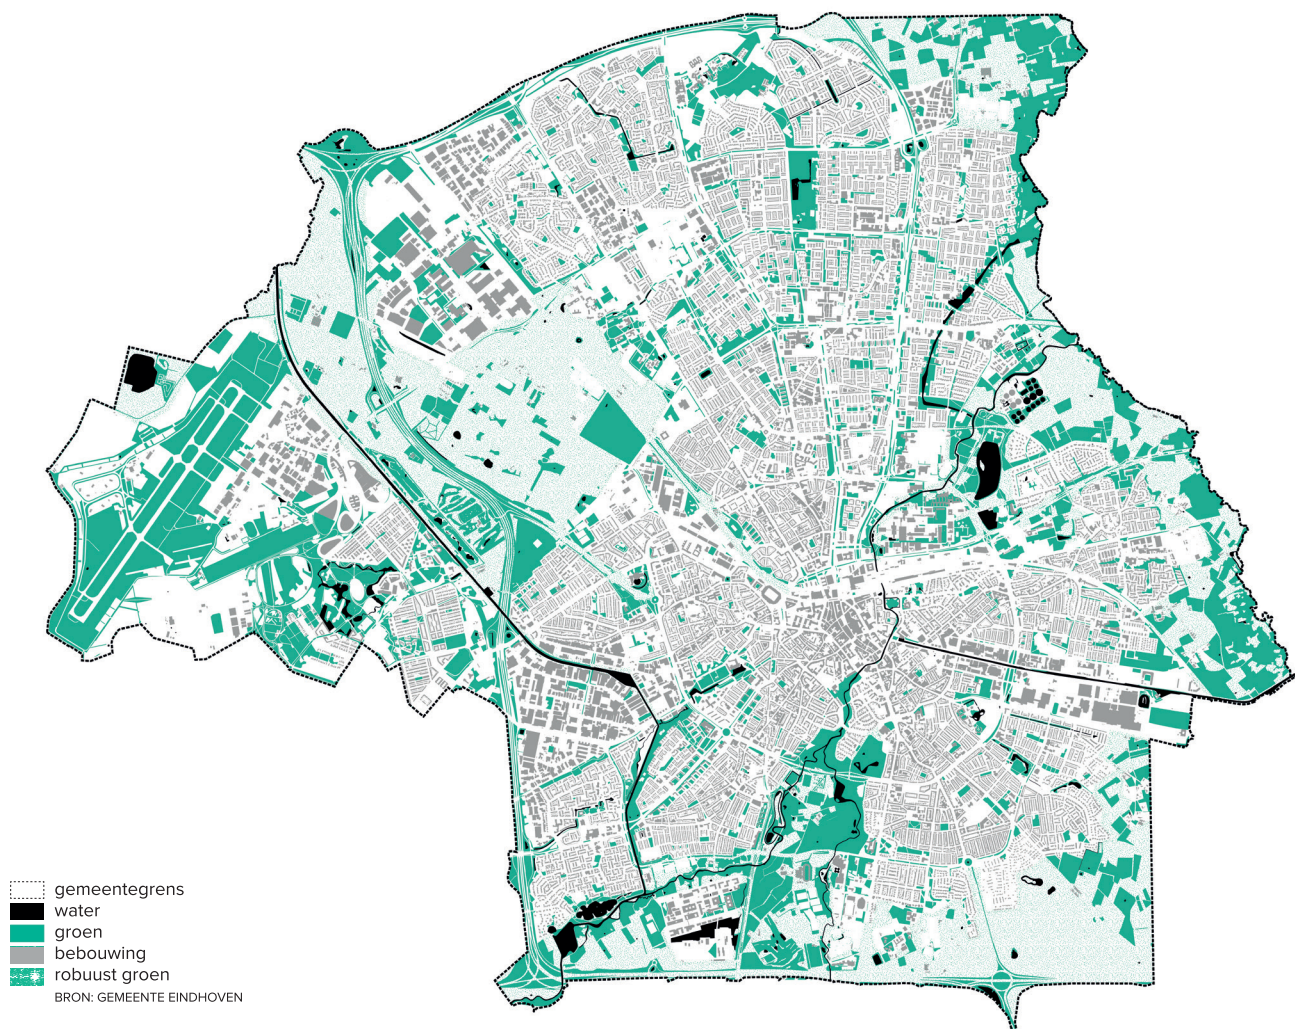 gemeentegrens
water
groen
bebouwing
robuust groen
BRON: GEMEENTE EINDHOVEN